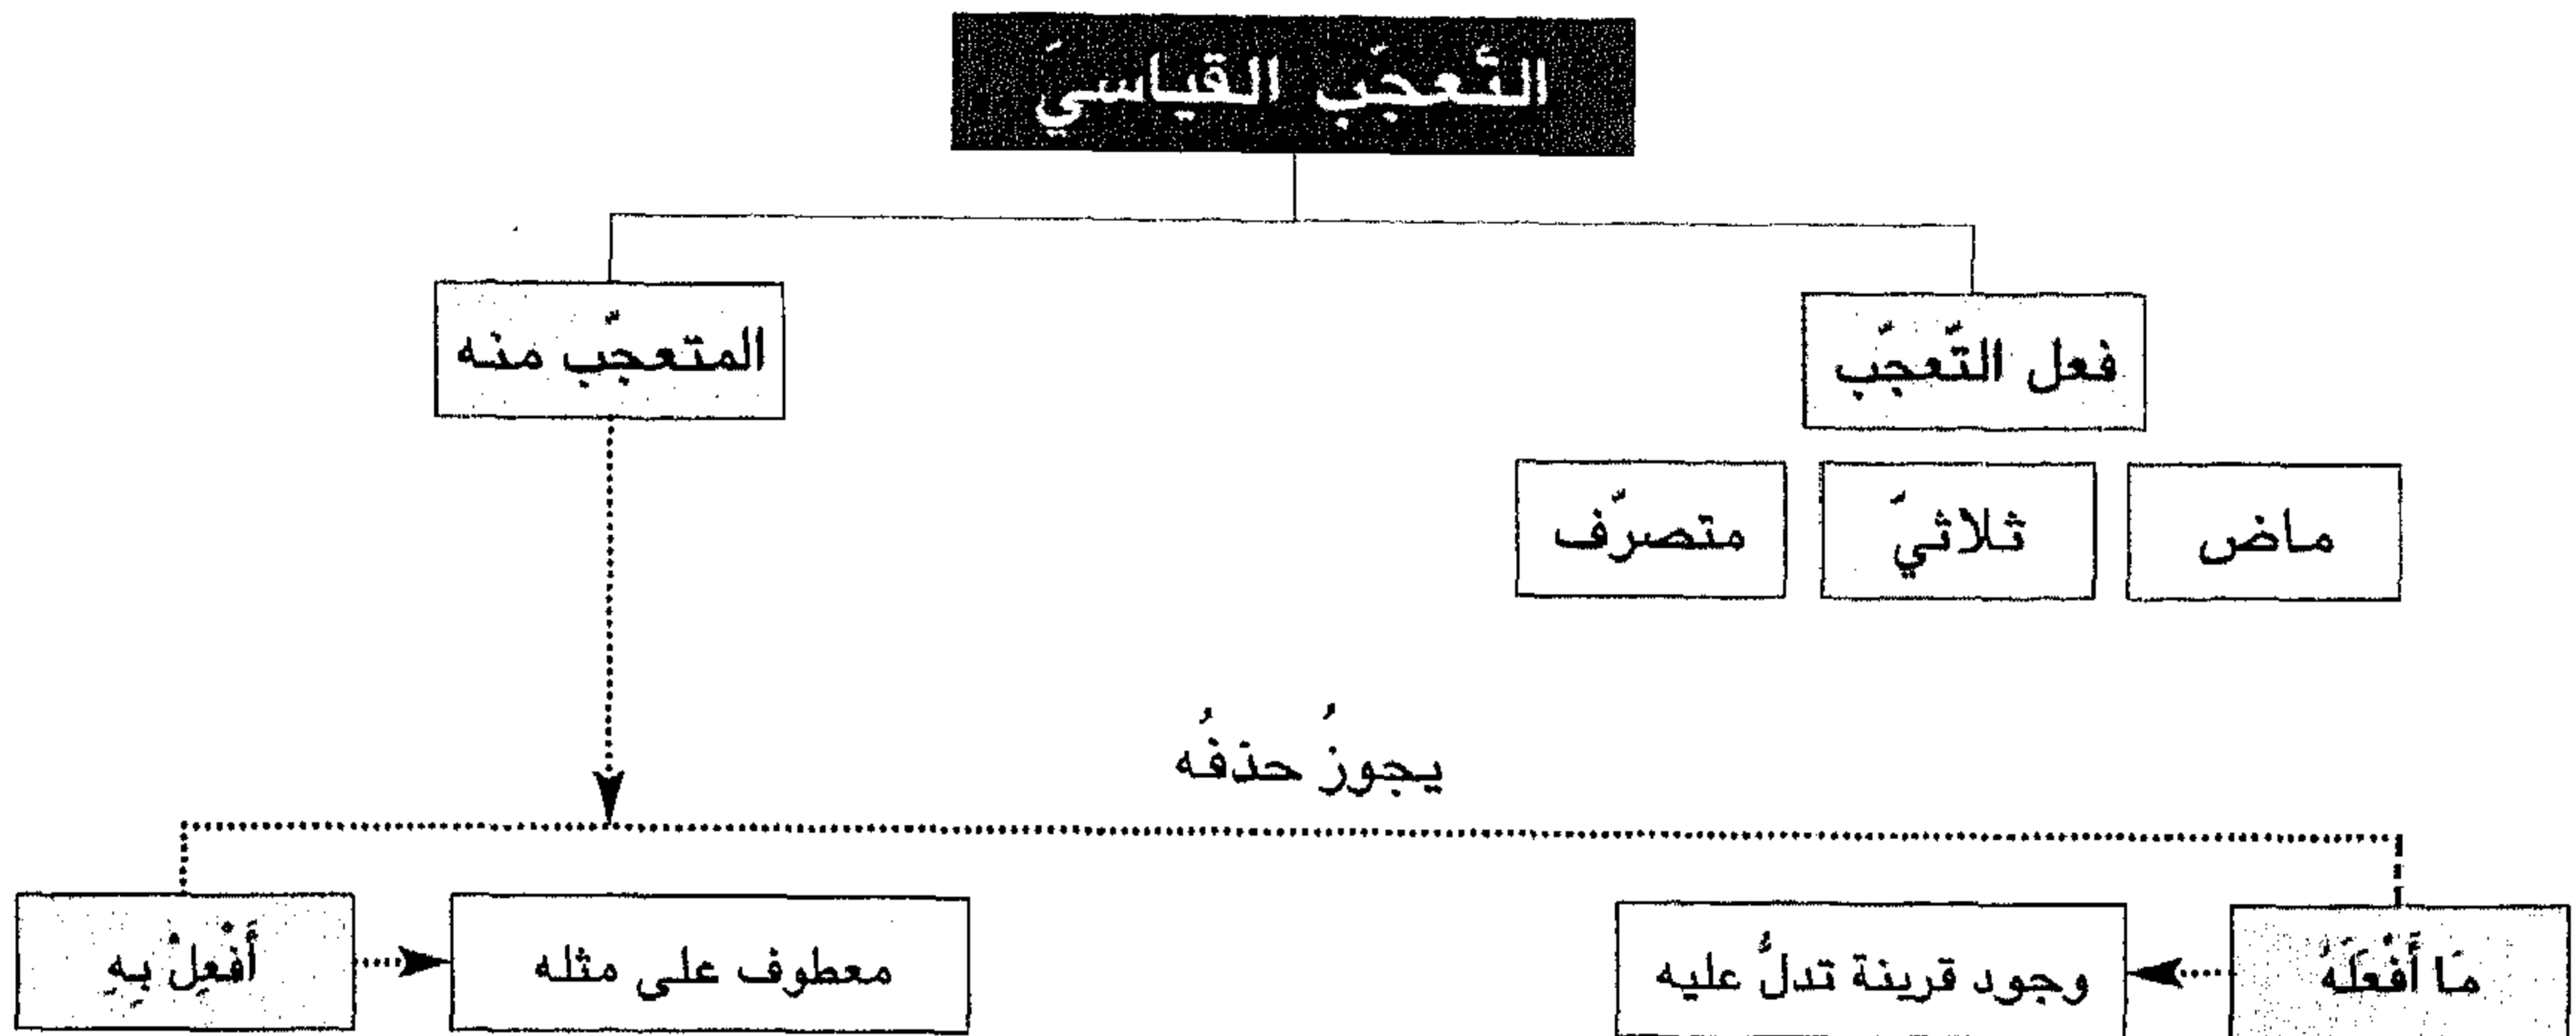 التّعجّب القياسيّ
فعل التّعجّب
المتعجّب منه
ماض
ثلاثيّ
متصرّف
يجوزُ حذفُه
مَا أَفْعَلَهُ
وجود قرينة تدلُّ عليه
معطوف على مثله
أَفْعِلْ بِهِ